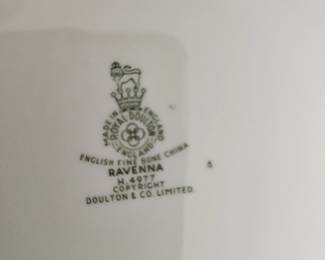 MADE IN ENGLAND
ROYAL DOULTON
ENGLAND
ENGLISH FINE BONE CHINA
RAVENNA
H.4977
COPYRIGHT
DOULTON & CO. LIMITED.